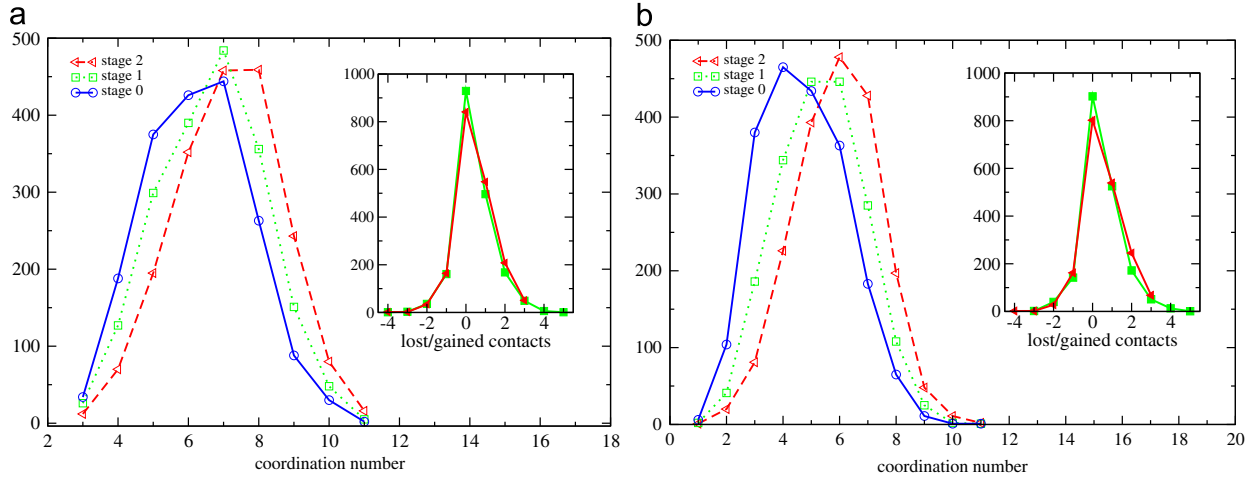 a
500
400
300
200
100
0
2 4 6 8 10 12 14 16 18
coordination number
stage 2
stage 1
stage 0
1000
800
600
400
200
0
-4 -2 0 2 4
lost/gained contacts
b
500
400
300
200
100
0
0 2 4 6 8 10 12 14 16 18 20
coordination number
stage 2
stage 1
stage 0
1000
800
600
400
200
0
-4 -2 0 2 4
lost/gained contacts